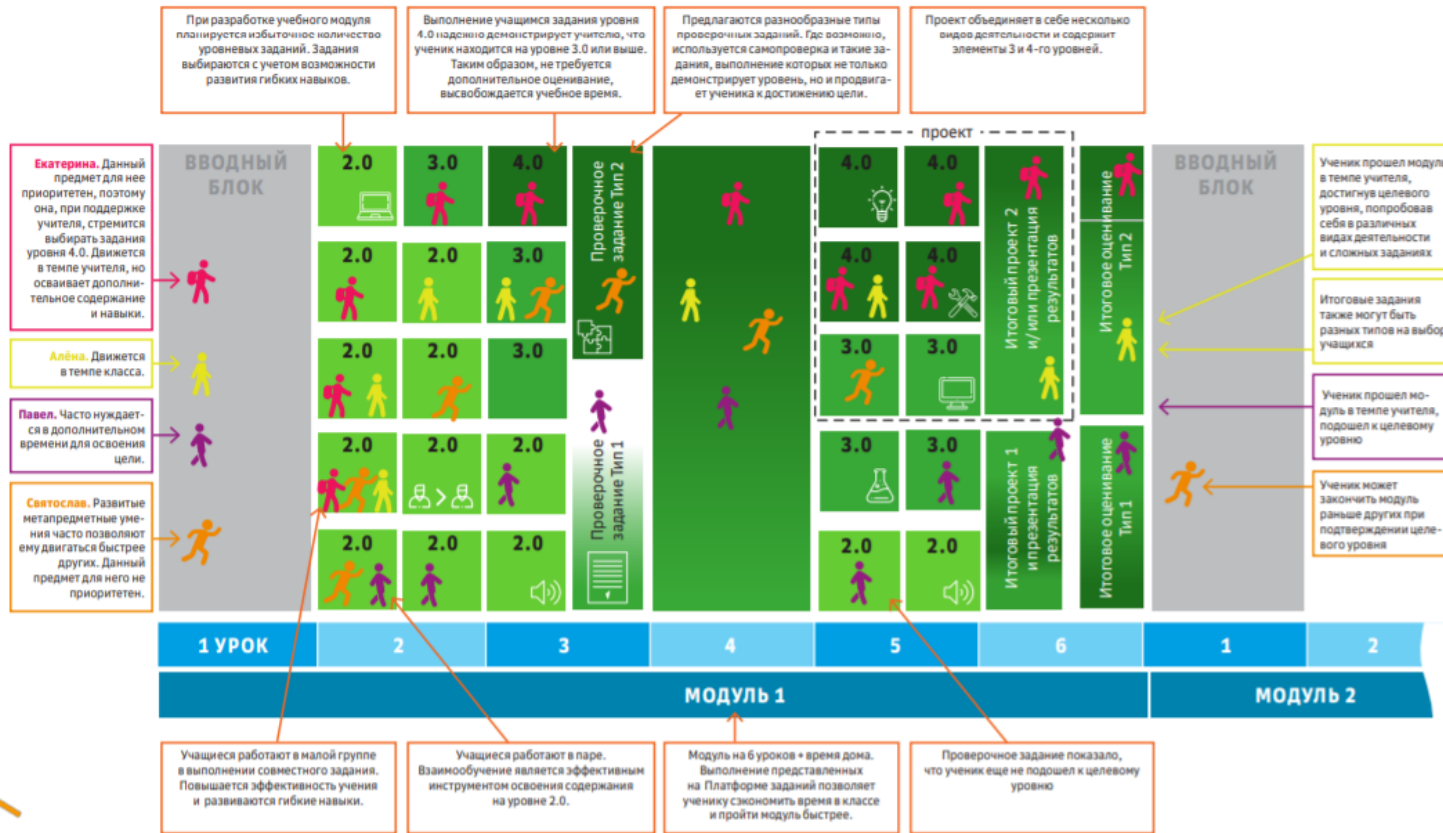 При разработке учебного модуля
планируется избыточное количество
уровневых заданий. Задания
выбираются с учетом возможности
развития гибких навыков.
Выполнение учащимся задания уровня
4.0 надежно демонстрирует учителю, что
ученик находится на уровне 3.0 или выше.
Таким образом, не требуется
дополнительное оценивание,
высвобождается учебное время.
Предлагаются разнообразные типы
проверочных заданий. Где возможно,
используется самопроверка и такие за-
дания, выполнение которых не только
демонстрирует уровень, но и продвига-
ет ученика к достижению цели.
Проект объединяет в себе несколько
видов деятельности и содержит
элементы 3 и 4-го уровней.
Екатерина. Данный
предмет для нее
приоритетен, поэтому
она, при поддержке
учителя, стремится
выбирать задания
уровня 4.0. Движется
в темпе учителя, но
осваивает дополни-
тельное содержание
и навыки.
Алёна. Движется
в темпе класса.
Павел. Часто нуждает-
ся в дополнительном
времени для освоения
цели.
Святослав. Развитые
метапредметные уме-
ния часто позволяют
ему двигаться быстрее
других. Данный
предмет для него не
приоритетен.
ВВОДНЫЙ
БЛОК
2.0 3.0 4.0
2.0 2.0 3.0
2.0 2.0 3.0
2.0 2.0 2.0
2.0 2.0 2.0
Проверочное
задание Тип 2
Проверочное
задание Тип 1
проект
4.0 4.0
4.0 4.0
3.0 3.0
3.0 3.0
2.0 2.0
Итоговый проект 2
и/ или презентация
результатов
Итоговый проект 1
и презентация
результатов
Итоговое оценивание
Тип 2
Итоговое оценивание
Тип 1
ВВОДНЫЙ
БЛОК
Ученик прошел модуль
в темпе учителя,
достигнув целевого
уровня, попробовав
себя в различных
видах деятельности
и сложных заданиях
Итоговые задания
также могут быть
разных типов на выбор
учащихся
Ученик прошел мо-
дуль в темпе учителя,
подошел к целевому
уровню
Ученик может
закончить модуль
раньше других при
подтверждении целе-
вого уровня
1 УРОК 2 3 4 5 6 1 2
МОДУЛЬ 1 МОДУЛЬ 2
Учащиеся работают в малой группе
в выполнении совместного задания.
Повышается эффективность учения
и развиваются гибкие навыки.
Учащиеся работают в паре.
Взаимообучение является эффективным
инструментом освоения содержания
на уровне 2.0.
Модуль на 6 уроков + время дома.
Выполнение представленных
на Платформе заданий позволяет
ученику сэкономить время в классе
и пройти модуль быстрее.
Проверочное задание показало,
что ученик еще не подошел к целевому
уровню